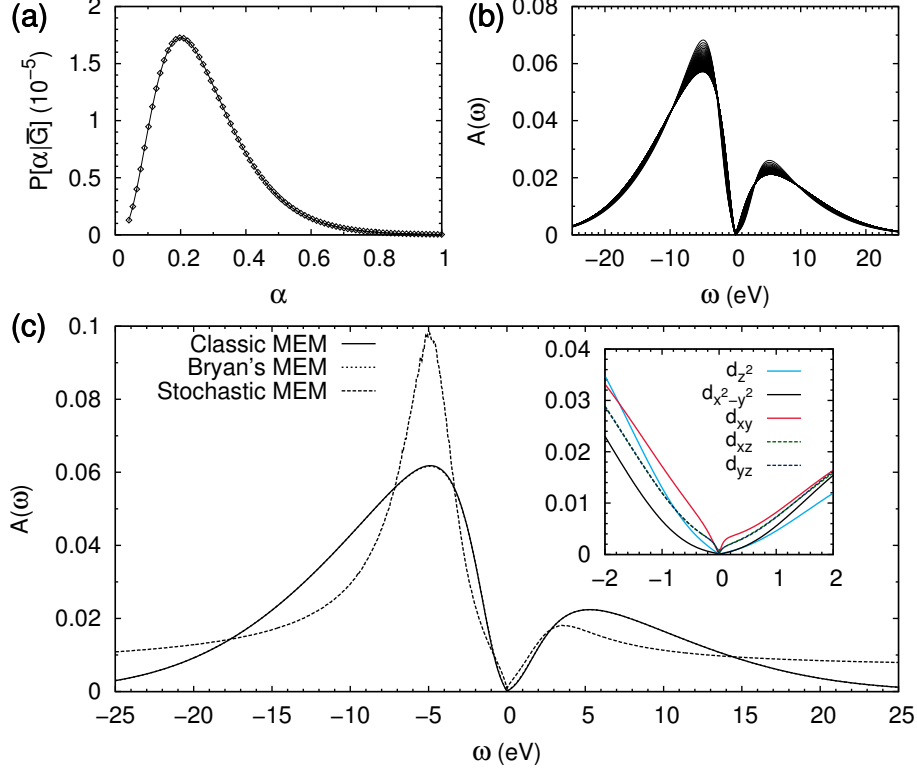 (a)
2
1.5
1
0.5
0
P[α|G̅] (10⁻⁵)
0 0.2 0.4 0.6 0.8 1
α
(b)
0.08
0.06
0.04
0.02
0
A(ω)
−20 −10 0 10 20
ω (eV)
(c)
0.1
0.08
0.06
0.04
0.02
0
A(ω)
Classic MEM
Bryan's MEM
Stochastic MEM
0.04
0.03
0.02
0.01
0
d_z²
d_x²−y²
d_xy
d_xz
d_yz
−2 −1 0 1 2
−25 −20 −15 −10 −5 0 5 10 15 20 25
ω (eV)